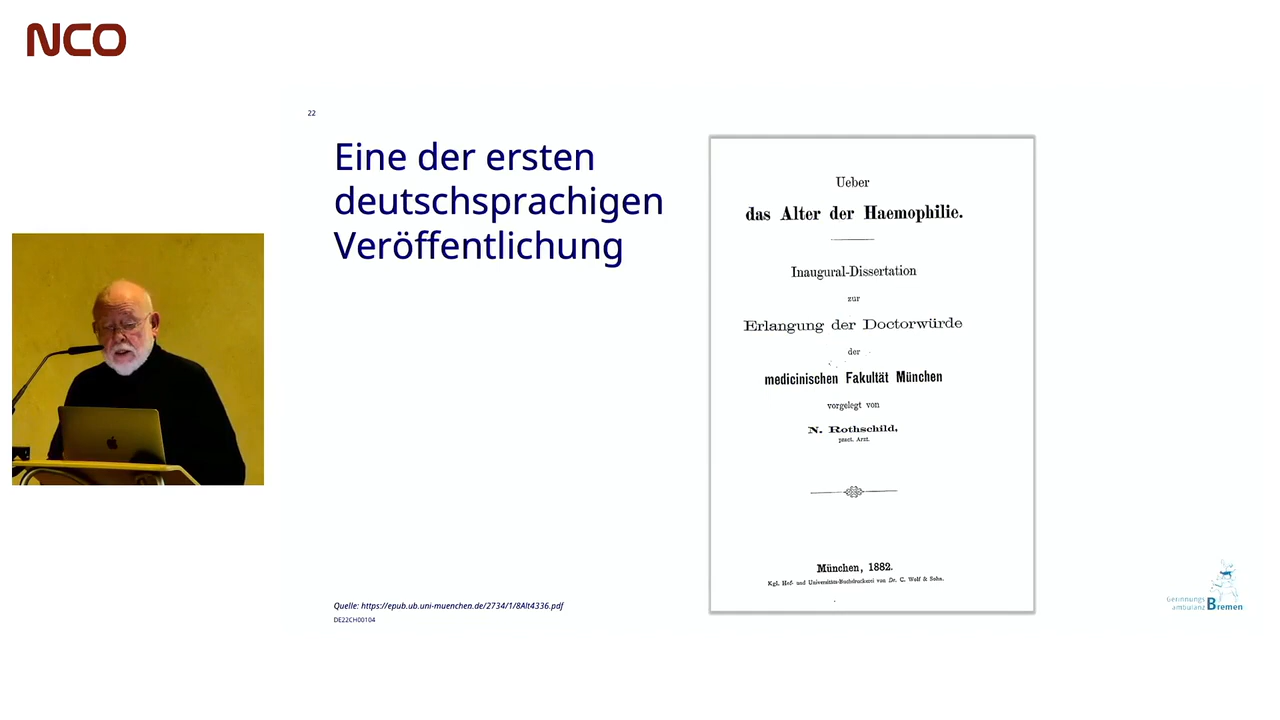 NCO
22
Eine der ersten
deutschsprachigen
Veröffentlichung
Ueber
das Alter der Haemophilie.
Inaugural-Dissertation
zur
Erlangung der Doctorwürde
der
medicinischen Fakultät München
vorgelegt von
N. Rothschild,
pract. Arzt.
München, 1882.
Kgl. Hof- und Universitäts-Buchdruckerei von Dr. C. Wolf & Sohn.
Quelle: https://epub.ub.uni-muenchen.de/2734/1/8Alt4336.pdf
DE22CH00104
Gerinnungs
ambulanz Bremen